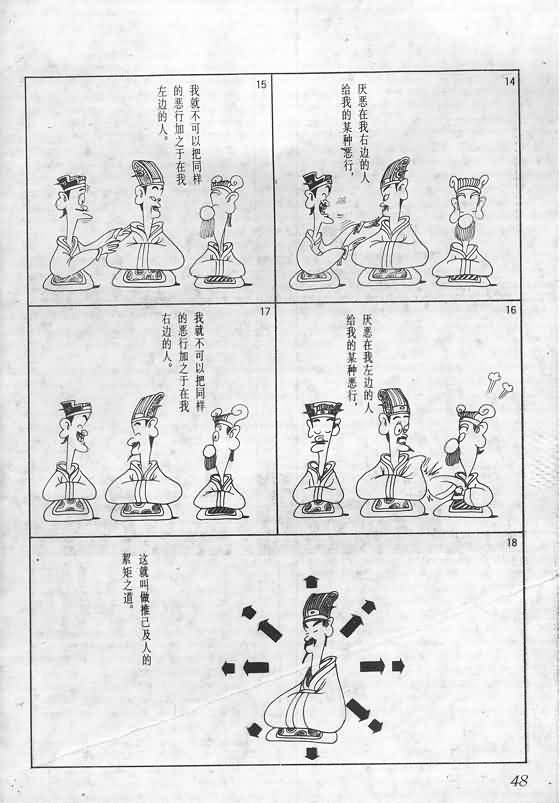 14
厌恶在我右边的人
给我的某种恶行，
15
我就不可以把同样
的恶行加之于在我
左边的人。
16
厌恶在我左边的人
给我的某种恶行，
17
我就不可以把同样
的恶行加之于在我
右边的人。
18
这就叫做推己及人的
絜矩之道。
48